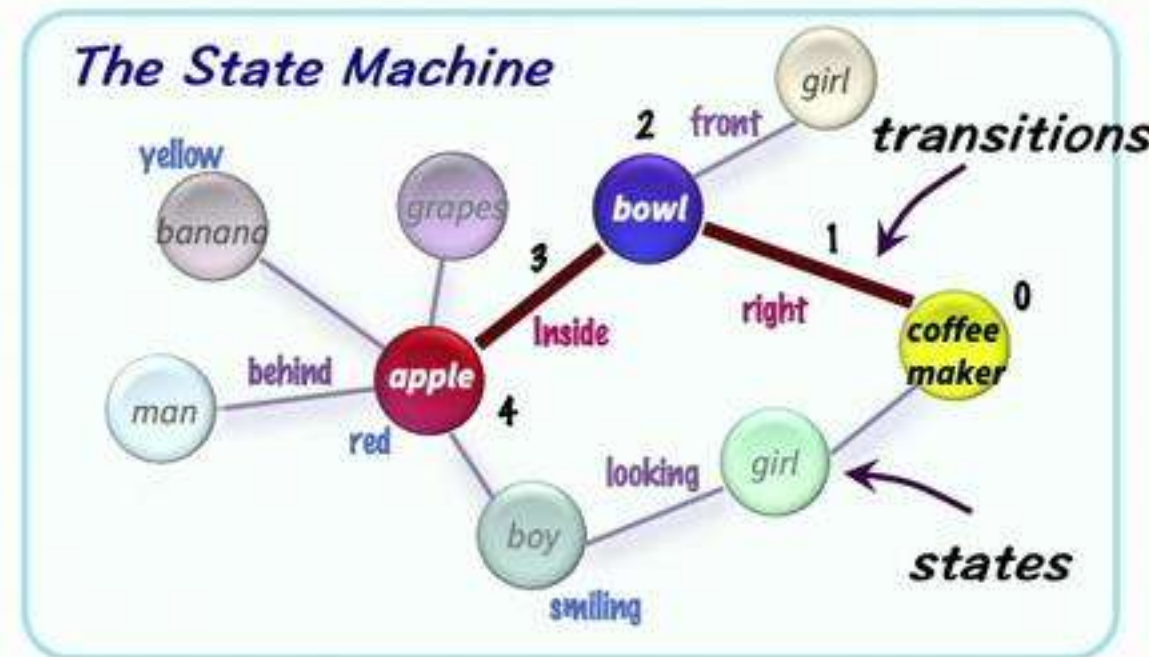 The State Machine
girl
2
front
transitions
yellow
grapes
bowl
banana
3
1
0
Inside
right
coffee
maker
behind
apple
man
4
red
looking
girl
boy
states
smiling